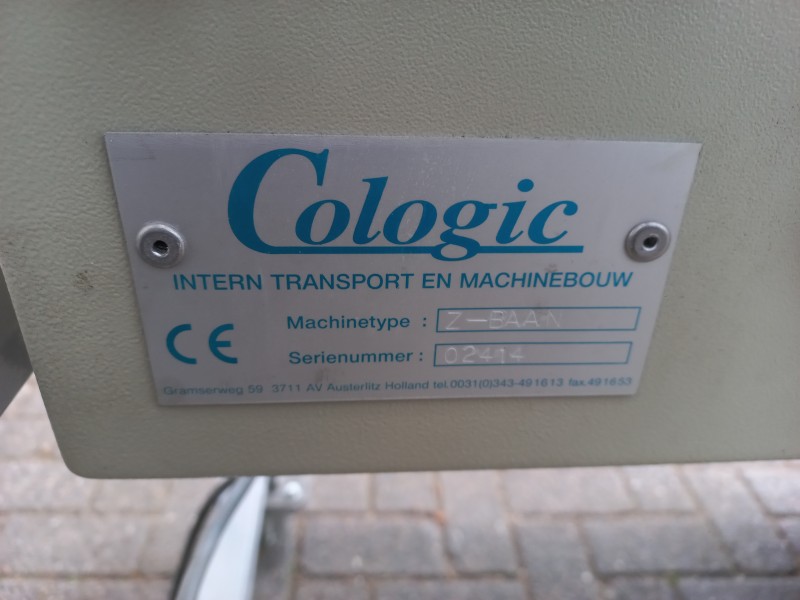 Cologic
INTERN TRANSPORT EN MACHINEBOUW
CE
Machinetype : Z-BAAN
Serienummer : 02414
Gramserweg 59 3711 AV Austerlitz Holland tel.0031(0)343-491613 fax.491653